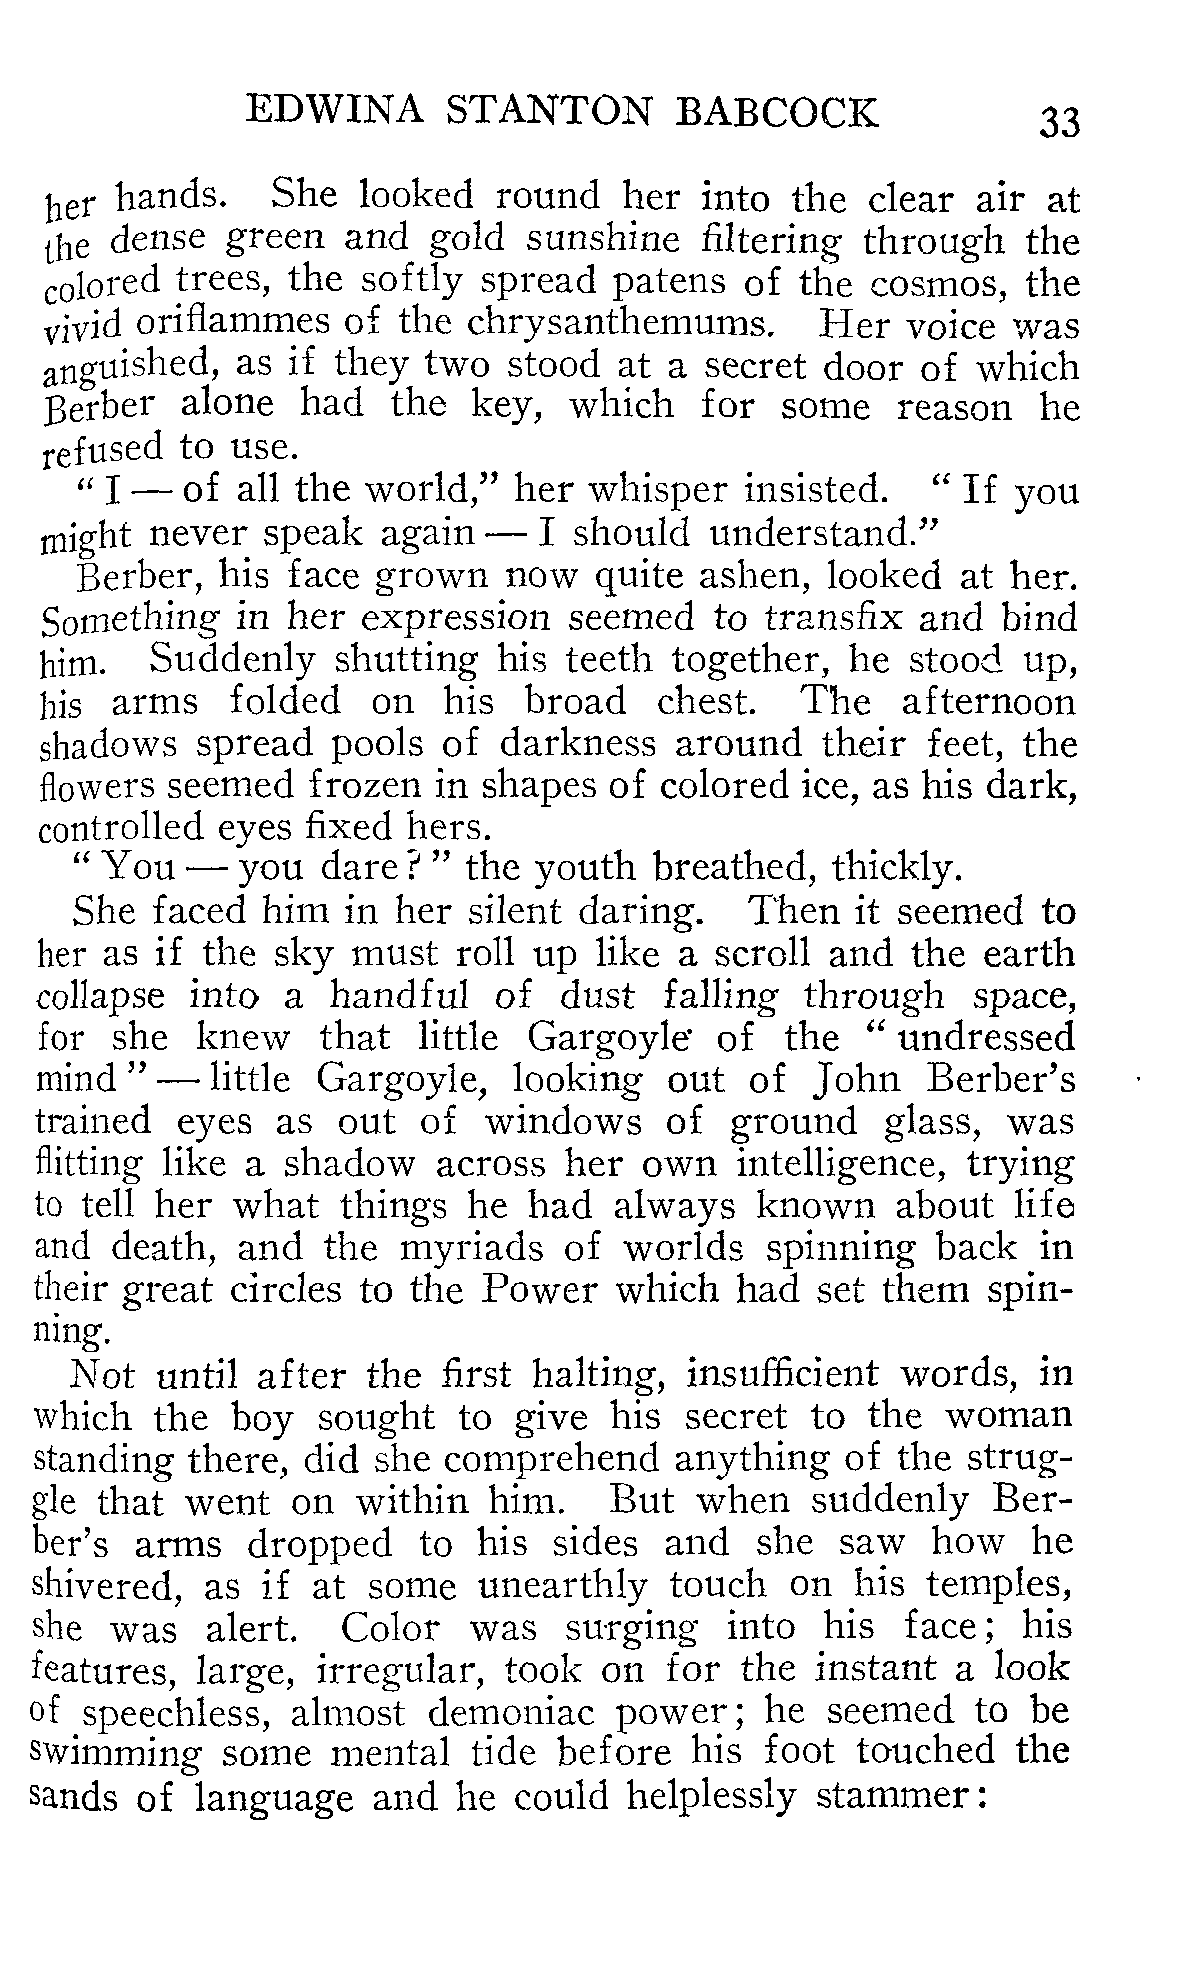 EDWINA STANTON BABCOCK 33
her hands. She looked round her into the clear air at
the dense green and gold sunshine filtering through the
colored trees, the softly spread patens of the cosmos, the
vivid oriflammes of the chrysanthemums. Her voice was
anguished, as if they two stood at a secret door of which
Berber alone had the key, which for some reason he
refused to use.
“ I — of all the world,” her whisper insisted. “ If you
might never speak again — I should understand.”
Berber, his face grown now quite ashen, looked at her.
Something in her expression seemed to transfix and bind
him. Suddenly shutting his teeth together, he stood up,
his arms folded on his broad chest. The afternoon
shadows spread pools of darkness around their feet, the
flowers seemed frozen in shapes of colored ice, as his dark,
controlled eyes fixed hers.
“ You — you dare? ” the youth breathed, thickly.
She faced him in her silent daring. Then it seemed to
her as if the sky must roll up like a scroll and the earth
collapse into a handful of dust falling through space,
for she knew that little Gargoyle of the “ undressed
mind ” — little Gargoyle, looking out of John Berber’s
trained eyes as out of windows of ground glass, was
flitting like a shadow across her own intelligence, trying
to tell her what things he had always known about life
and death, and the myriads of worlds spinning back in
their great circles to the Power which had set them spin-
ning.
Not until after the first halting, insufficient words, in
which the boy sought to give his secret to the woman
standing there, did she comprehend anything of the strug-
gle that went on within him. But when suddenly Ber-
ber’s arms dropped to his sides and she saw how he
shivered, as if at some unearthly touch on his temples,
she was alert. Color was surging into his face; his
features, large, irregular, took on for the instant a look
of speechless, almost demoniac power; he seemed to be
swimming some mental tide before his foot touched the
sands of language and he could helplessly stammer: